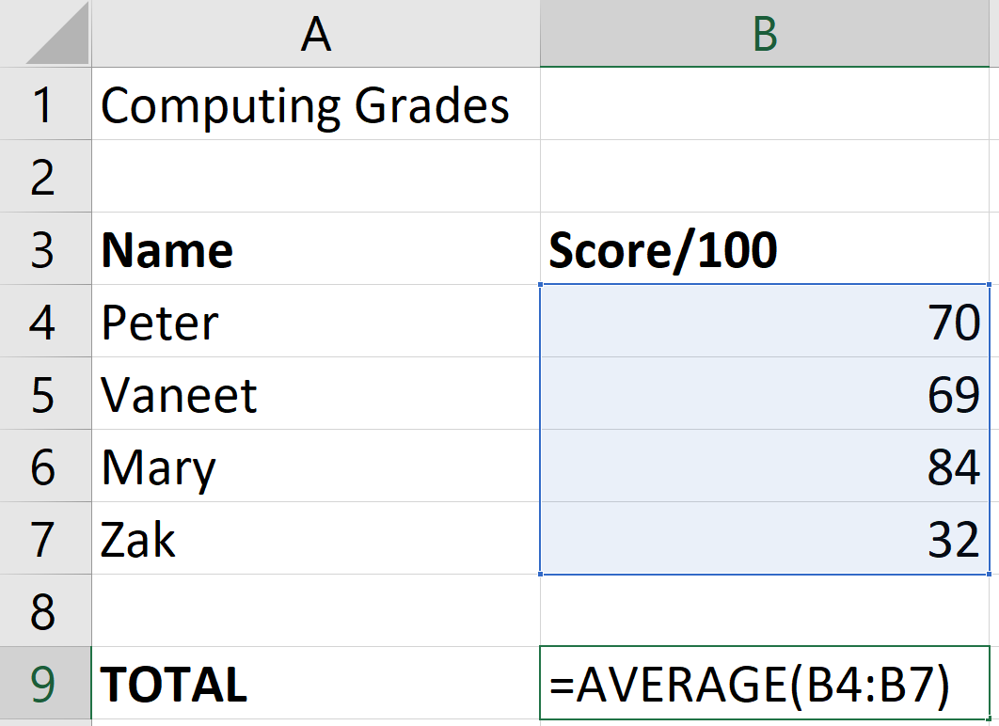 A B
1 Computing Grades
2
3 Name Score/100
4 Peter 70
5 Vaneet 69
6 Mary 84
7 Zak 32
8
9 TOTAL =AVERAGE(B4:B7)